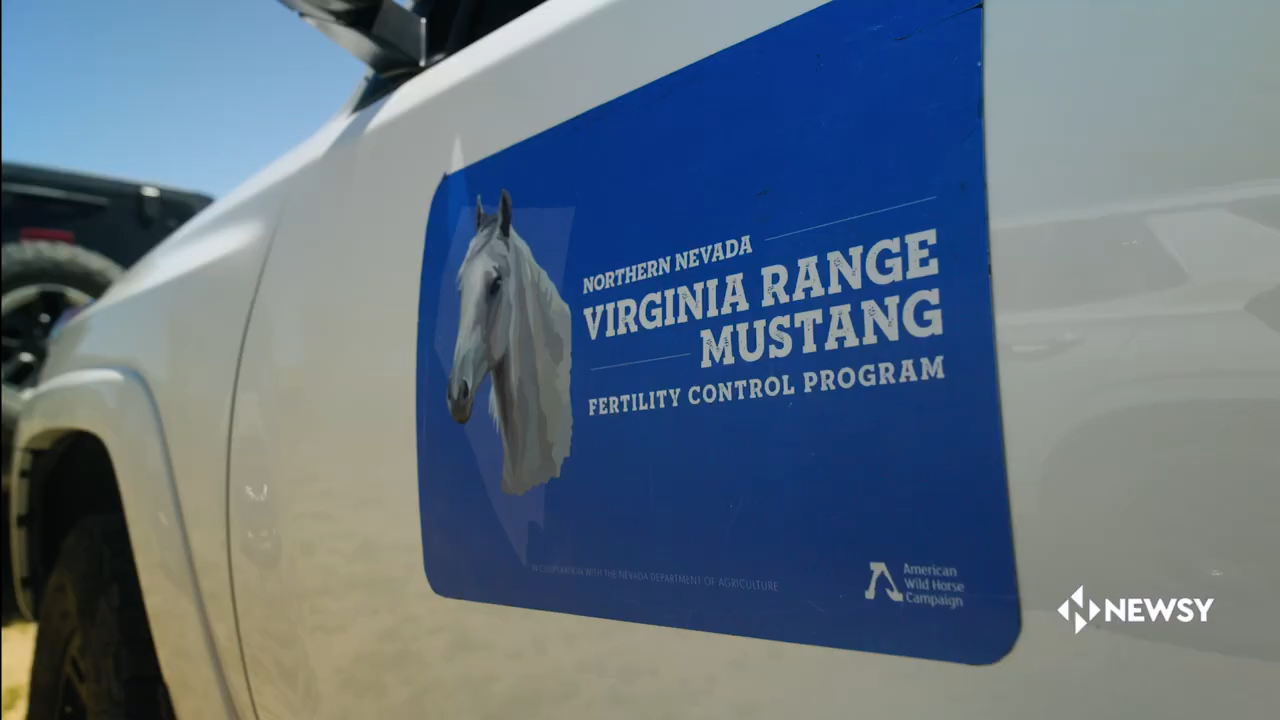 NORTHERN NEVADA
VIRGINIA RANGE
MUSTANG
FERTILITY CONTROL PROGRAM
IN COOPERATION WITH THE NEVADA DEPARTMENT OF AGRICULTURE
American
Wild Horse
Campaign
NEWSY